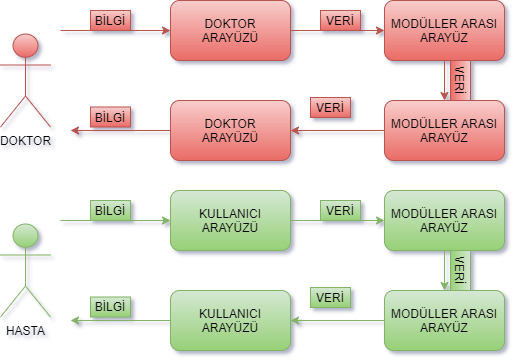 BİLGİ
DOKTOR
ARAYÜZÜ
VERİ
MODÜLLER ARASI
ARAYÜZ
VERİ
DOKTOR
BİLGİ
DOKTOR
ARAYÜZÜ
VERİ
MODÜLLER ARASI
ARAYÜZ
BİLGİ
KULLANICI
ARAYÜZÜ
VERİ
MODÜLLER ARASI
ARAYÜZ
VERİ
HASTA
BİLGİ
KULLANICI
ARAYÜZÜ
VERİ
MODÜLLER ARASI
ARAYÜZ